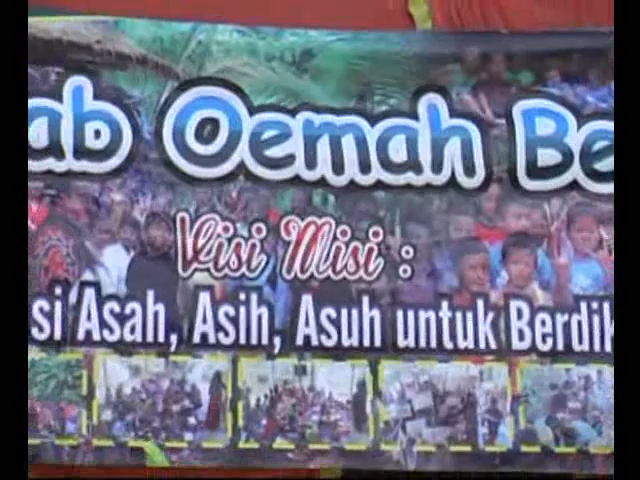 ab Oemah Be
Visi Misi :
si Asah, Asih, Asuh untuk Berdik